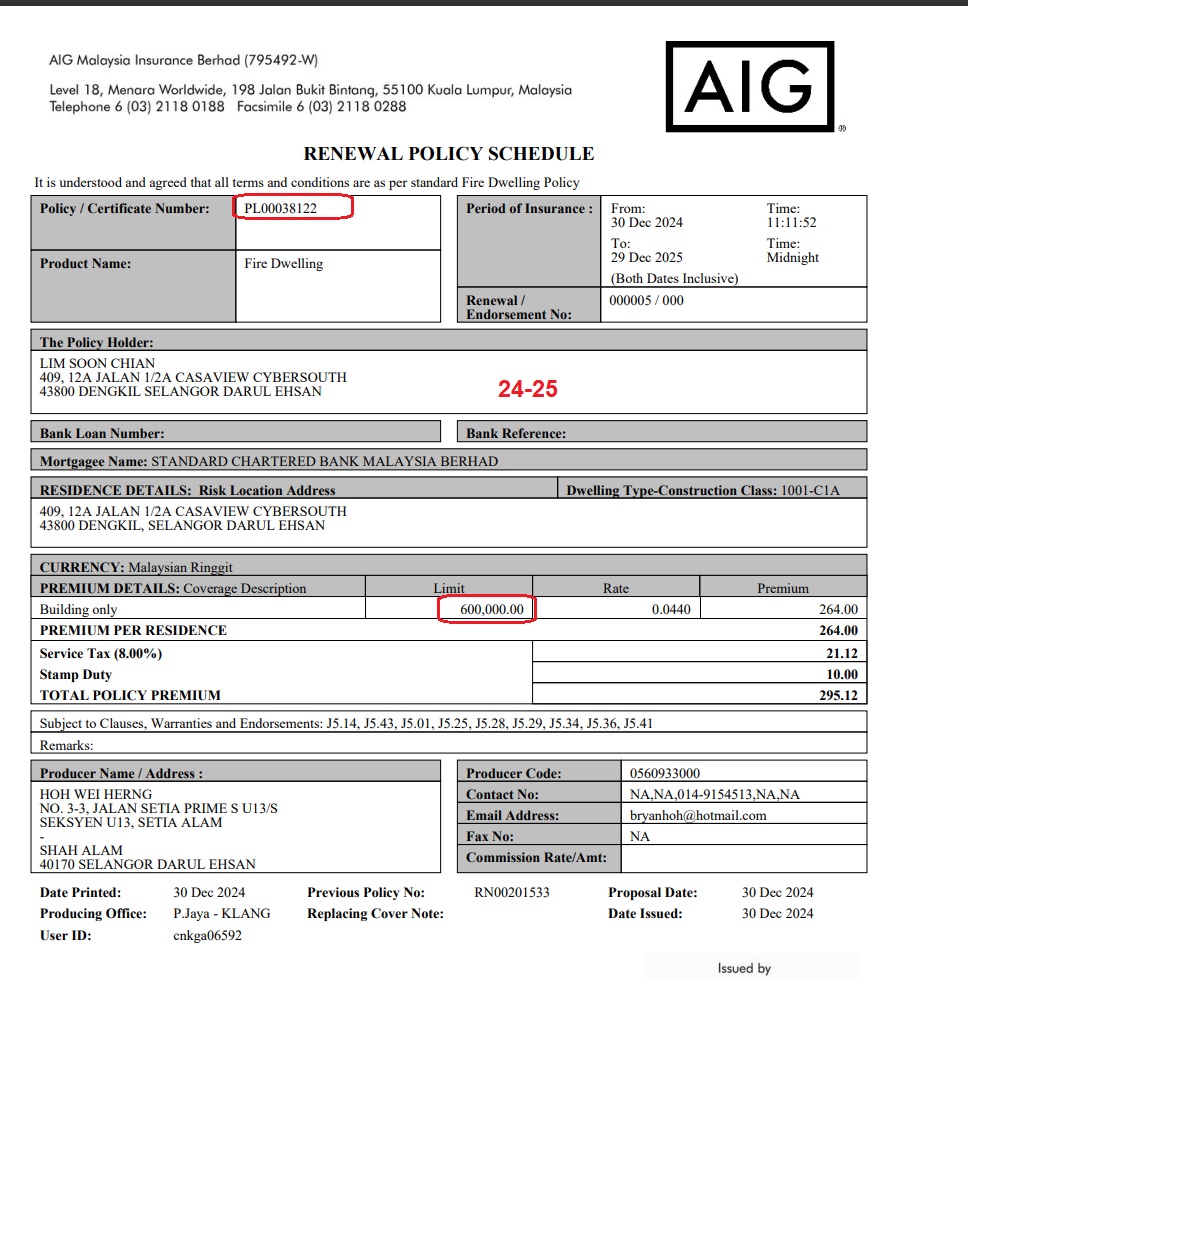 AIG Malaysia Insurance Berhad (795492-W)
Level 18, Menara Worldwide, 198 Jalan Bukit Bintang, 55100 Kuala Lumpur, Malaysia
Telephone 6 (03) 2118 0188 Facsimile 6 (03) 2118 0288
AIG ®
RENEWAL POLICY SCHEDULE
It is understood and agreed that all terms and conditions are as per standard Fire Dwelling Policy
Policy / Certificate Number: PL00038122
Product Name: Fire Dwelling
Period of Insurance : From: Time:
30 Dec 2024 11:11:52
To: Time:
29 Dec 2025 Midnight
(Both Dates Inclusive)
Renewal / 000005 / 000
Endorsement No:
The Policy Holder:
LIM SOON CHIAN
409, 12A JALAN 1/2A CASAVIEW CYBERSOUTH
43800 DENGKIL SELANGOR DARUL EHSAN
24-25
Bank Loan Number: Bank Reference:
Mortgagee Name: STANDARD CHARTERED BANK MALAYSIA BERHAD
RESIDENCE DETAILS: Risk Location Address Dwelling Type-Construction Class: 1001-C1A
409, 12A JALAN 1/2A CASAVIEW CYBERSOUTH
43800 DENGKIL, SELANGOR DARUL EHSAN
CURRENCY: Malaysian Ringgit
PREMIUM DETAILS: Coverage Description Limit Rate Premium
Building only 600,000.00 0.0440 264.00
PREMIUM PER RESIDENCE 264.00
Service Tax (8.00%) 21.12
Stamp Duty 10.00
TOTAL POLICY PREMIUM 295.12
Subject to Clauses, Warranties and Endorsements: J5.14, J5.43, J5.01, J5.25, J5.28, J5.29, J5.34, J5.36, J5.41
Remarks:
Producer Name / Address :
HOH WEI HERNG
NO. 3-3, JALAN SETIA PRIME S U13/S
SEKSYEN U13, SETIA ALAM
-
SHAH ALAM
40170 SELANGOR DARUL EHSAN
Producer Code: 0560933000
Contact No: NA,NA,014-9154513,NA,NA
Email Address: bryanhoh@hotmail.com
Fax No: NA
Commission Rate/Amt:
Date Printed: 30 Dec 2024 Previous Policy No: RN00201533 Proposal Date: 30 Dec 2024
Producing Office: P.Jaya - KLANG Replacing Cover Note: Date Issued: 30 Dec 2024
User ID: cnkga06592
Issued by